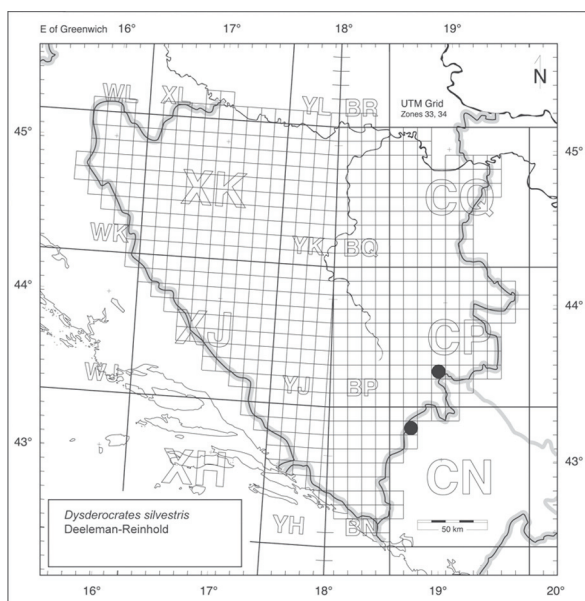 E of Greenwich 16° 17° 18° 19°
N
WL XL YL BR UTM Grid
Zones 33, 34
45° 45°
XK CQ
WK YK BQ
44° 44°
XJ CP
WJ YJ BP
43° 43°
XH CN
Dysderocrates silvestris
Deeleman-Reinhold
YH BN 50 km
16° 17° 18° 19° 20°